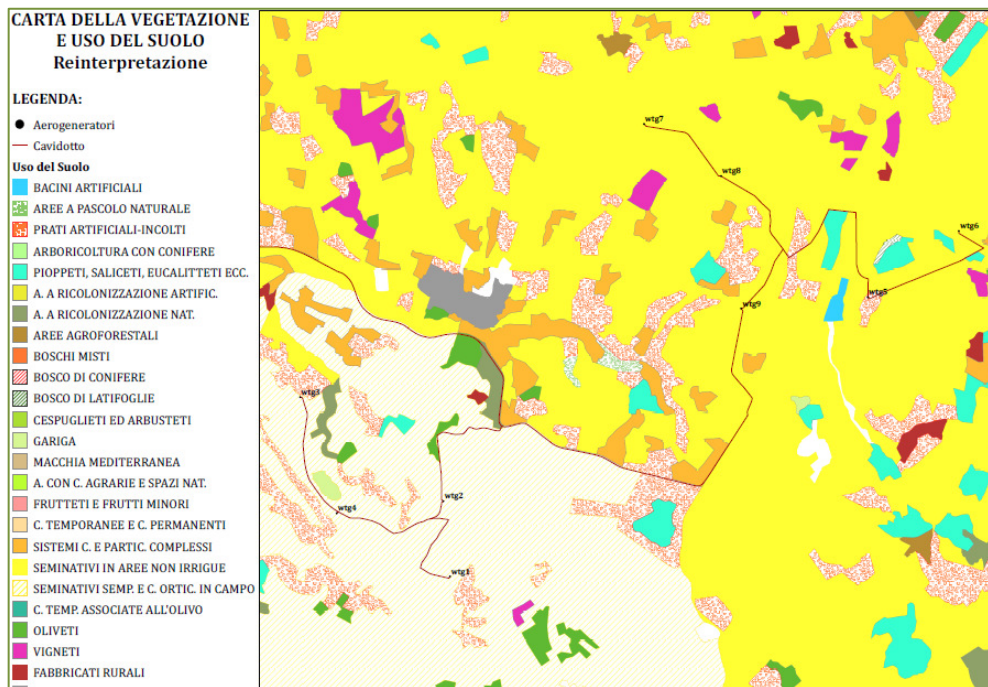 CARTA DELLA VEGETAZIONE
E USO DEL SUOLO
Reinterpretazione
LEGENDA:
Aerogeneratori
Cavidotto
Uso del Suolo
BACINI ARTIFICIALI
AREE A PASCOLO NATURALE
PRATI ARTIFICIALI-INCOLTI
ARBORICOLTURA CON CONIFERE
PIOPPETI, SALICETI, EUCALITTETI ECC.
A. A RICOLONIZZAZIONE ARTIFIC.
A. A RICOLONIZZAZIONE NAT.
AREE AGROFORESTALI
BOSCHI MISTI
BOSCO DI CONIFERE
BOSCO DI LATIFOGLIE
CESPUGLIETI ED ARBUSTETI
GARIGA
MACCHIA MEDITERRANEA
A. CON C. AGRARIE E SPAZI NAT.
FRUTTETI E FRUTTI MINORI
C. TEMPORANEE E C. PERMANENTI
SISTEMI C. E PARTIC. COMPLESSI
SEMINATIVI IN AREE NON IRRIGUE
SEMINATIVI SEMP. E C. ORTIC. IN CAMPO
C. TEMP. ASSOCIATE ALL'OLIVO
OLIVETI
VIGNETI
FABBRICATI RURALI
wtg7
wtg8
wtg6
wtg5
wtg9
wtg3
wtg2
wtg4
wtg1